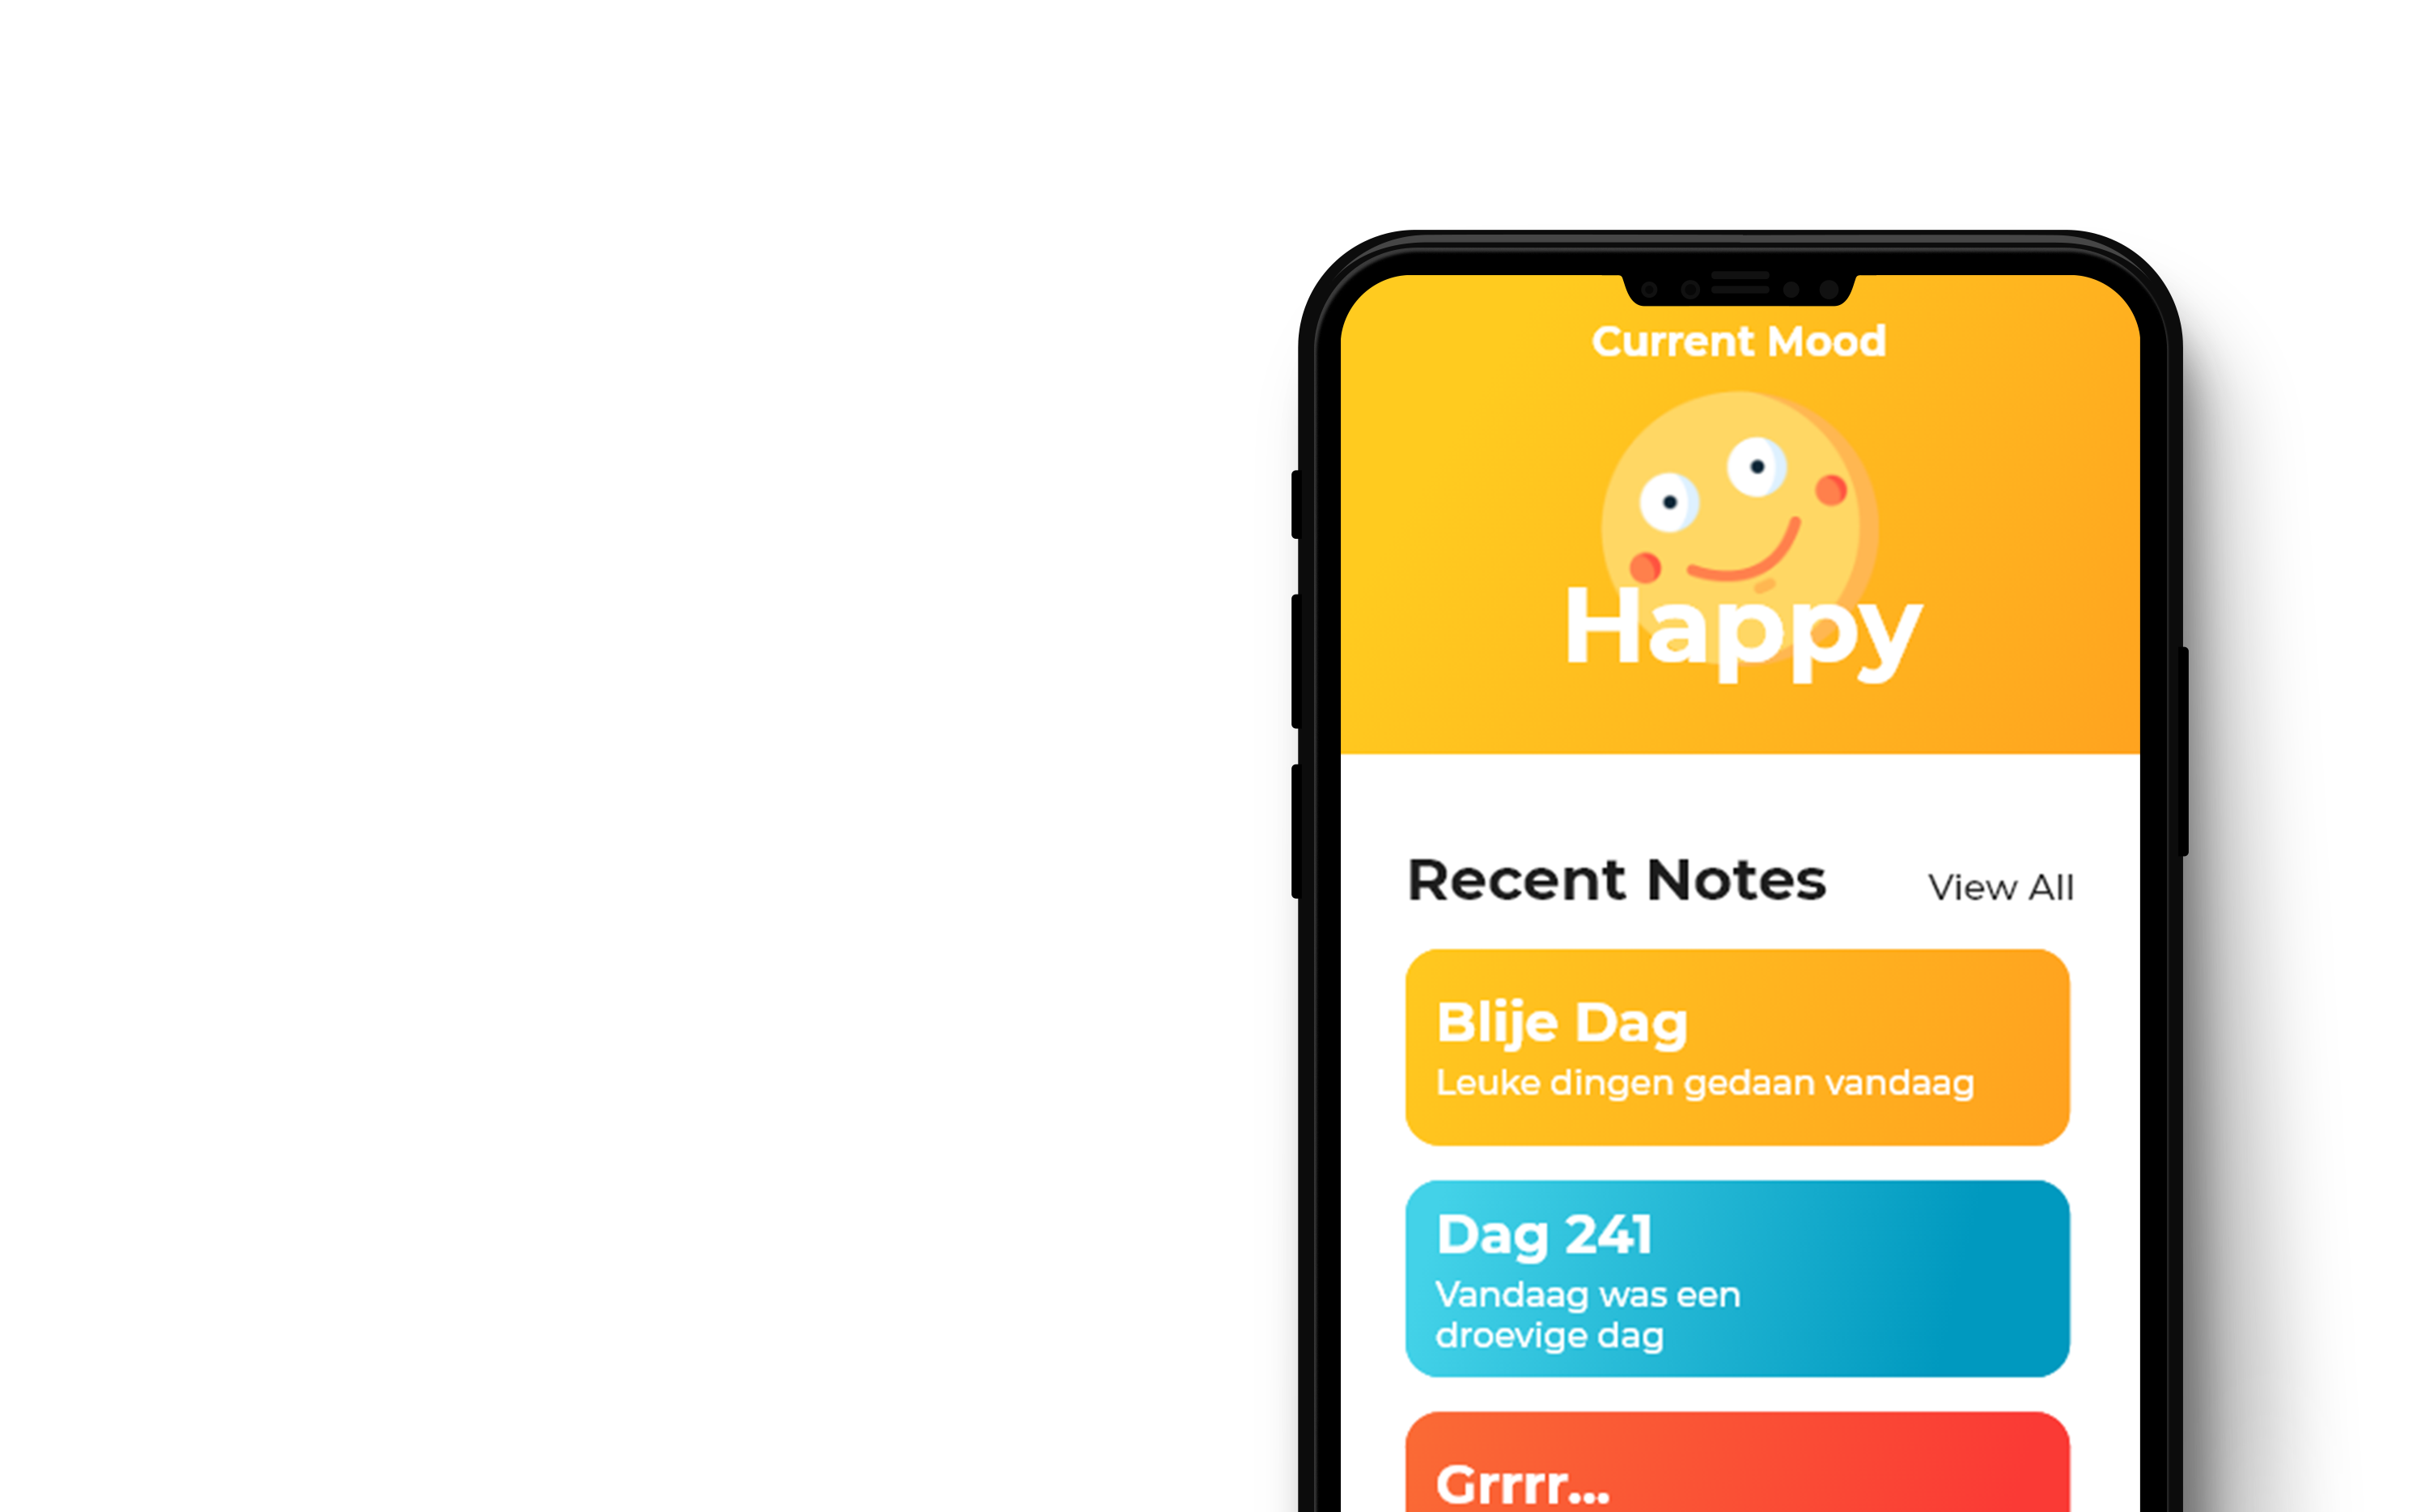 Current Mood
Happy
Recent Notes
View All
Blije Dag
Leuke dingen gedaan vandaag
Dag 241
Vandaag was een
droevige dag
Grrrr...